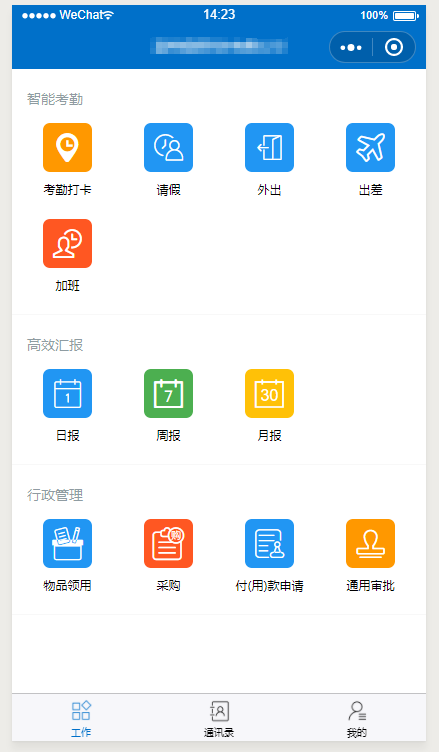 WeChat 14:23 100%
智能考勤
考勤打卡 请假 外出 出差
加班
高效汇报
1 7 30
日报 周报 月报
行政管理
购
物品领用 采购 付(用)款申请 通用审批
工作 通讯录 我的